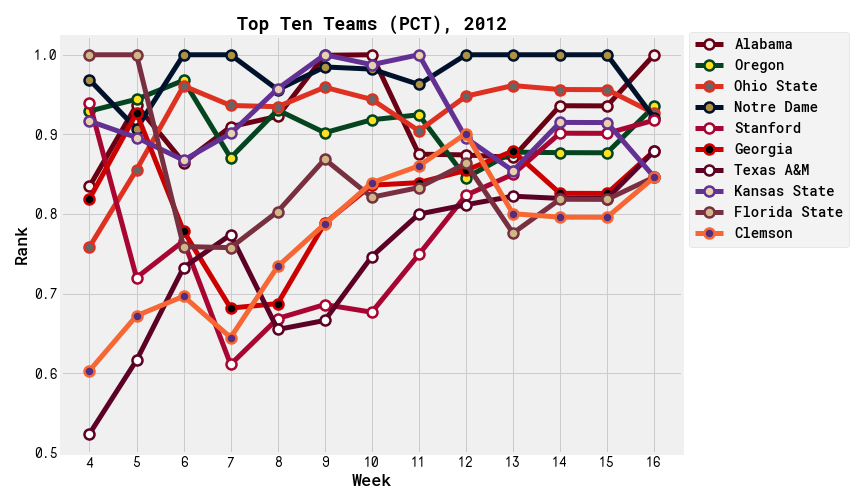 Top Ten Teams (PCT), 2012
Alabama
Oregon
Ohio State
Notre Dame
Stanford
Georgia
Texas A&M
Kansas State
Florida State
Clemson
Rank
1.0
0.9
0.8
0.7
0.6
0.5
4 5 6 7 8 9 10 11 12 13 14 15 16
Week